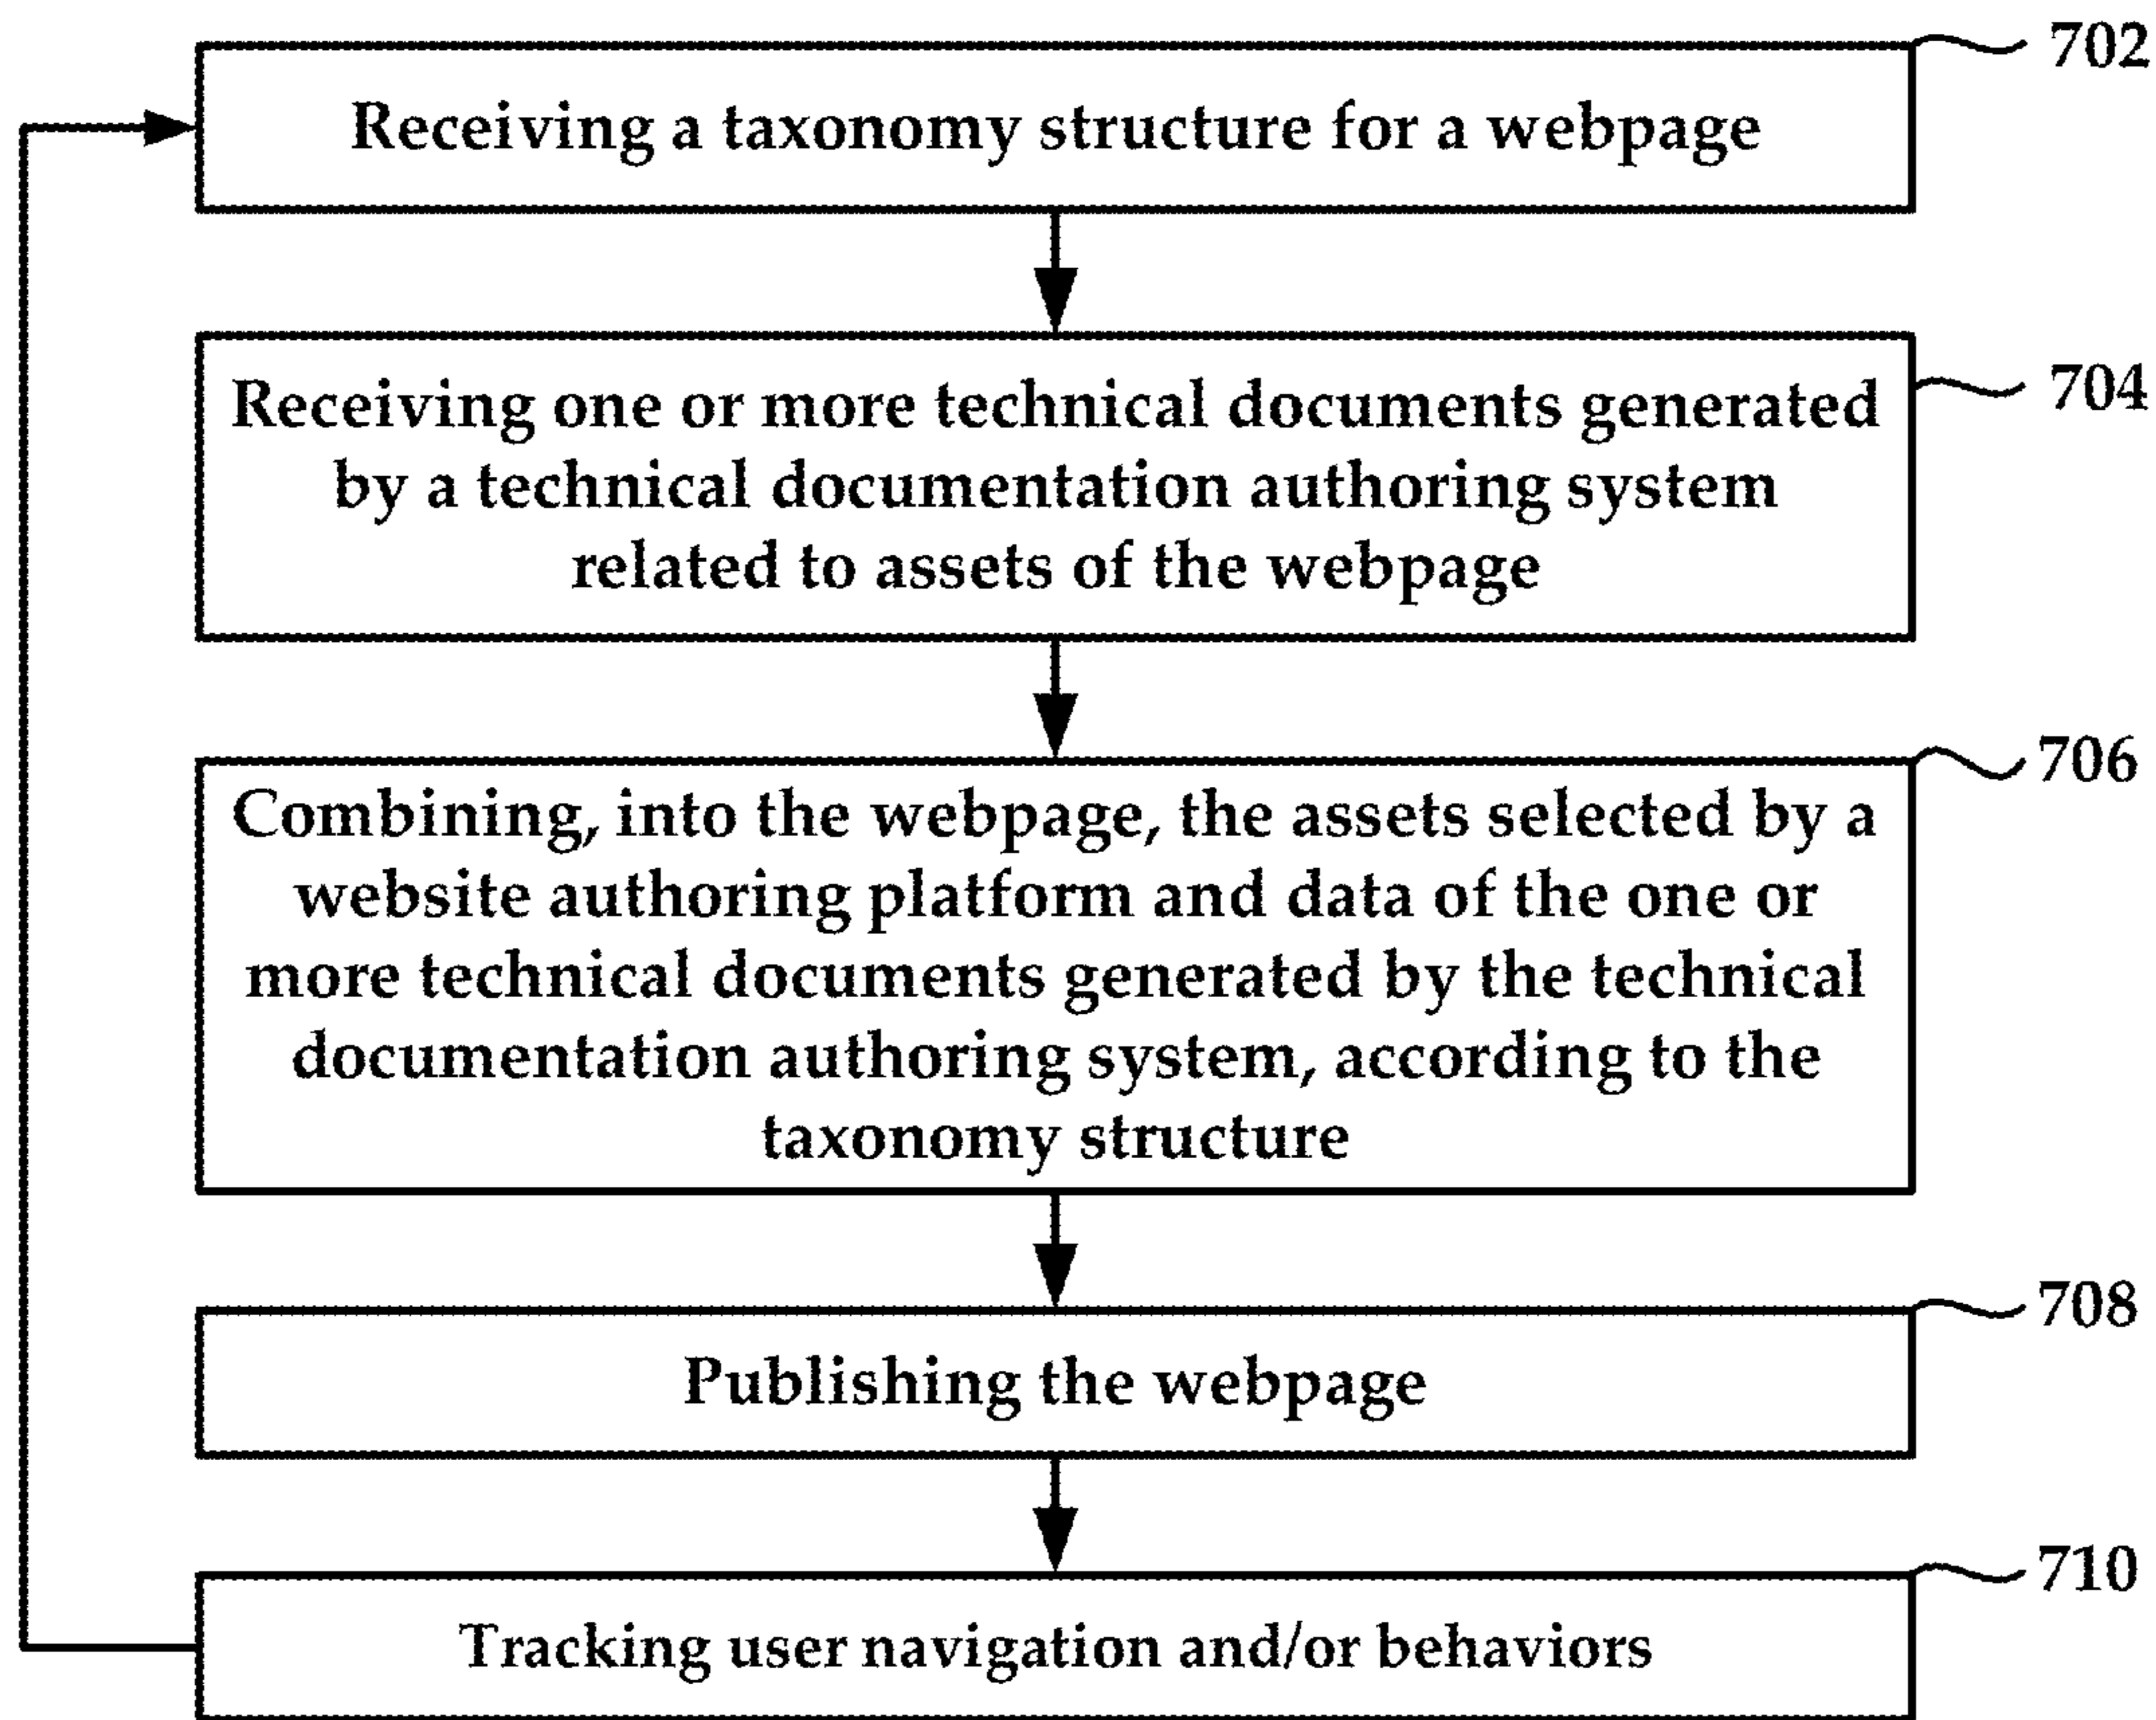 702
Receiving a taxonomy structure for a webpage
704
Receiving one or more technical documents generated
by a technical documentation authoring system
related to assets of the webpage
706
Combining, into the webpage, the assets selected by a
website authoring platform and data of the one or
more technical documents generated by the technical
documentation authoring system, according to the
taxonomy structure
708
Publishing the webpage
710
Tracking user navigation and/or behaviors